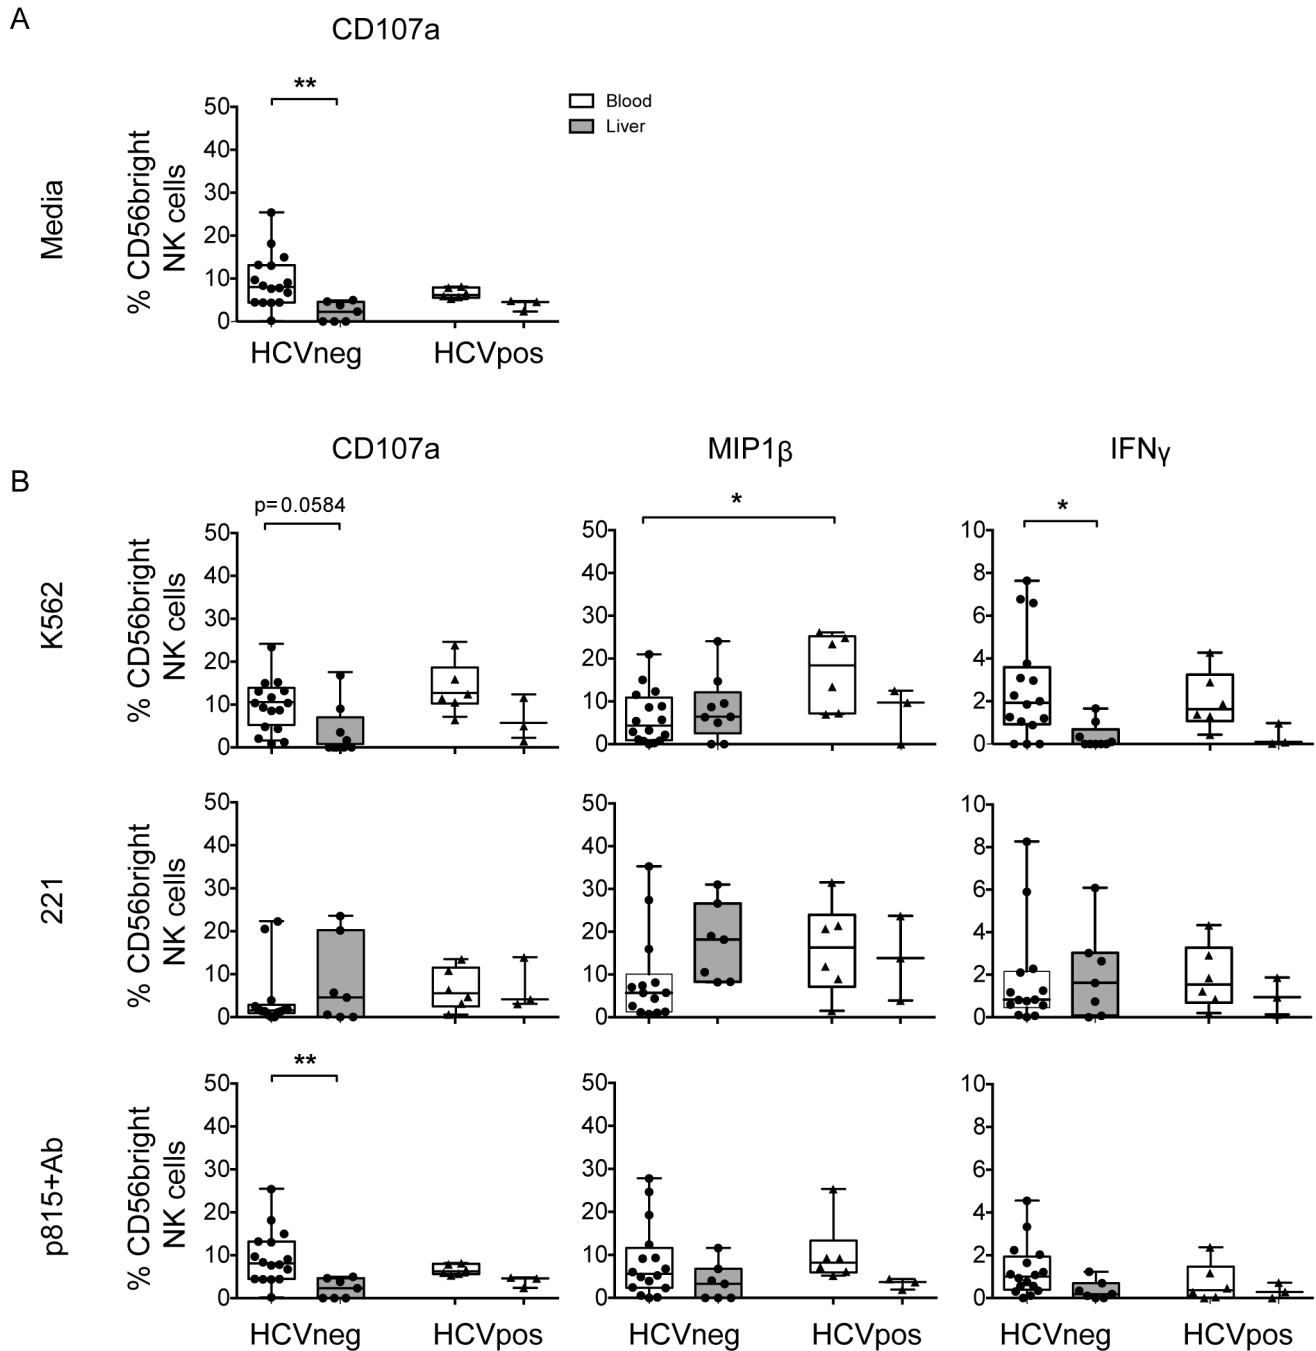 A
CD107a
**
Blood
Liver
Media
% CD56bright
NK cells
50
40
30
20
10
0
HCVneg
HCVpos
B
CD107a
MIP1β
IFNγ
K562
% CD56bright
NK cells
p=0.0584
50
40
30
20
10
0
*
50
40
30
20
10
0
*
10
8
6
4
2
0
221
% CD56bright
NK cells
50
40
30
20
10
0
50
40
30
20
10
0
10
8
6
4
2
0
p815+Ab
% CD56bright
NK cells
**
50
40
30
20
10
0
HCVneg
HCVpos
50
40
30
20
10
0
HCVneg
HCVpos
10
8
6
4
2
0
HCVneg
HCVpos